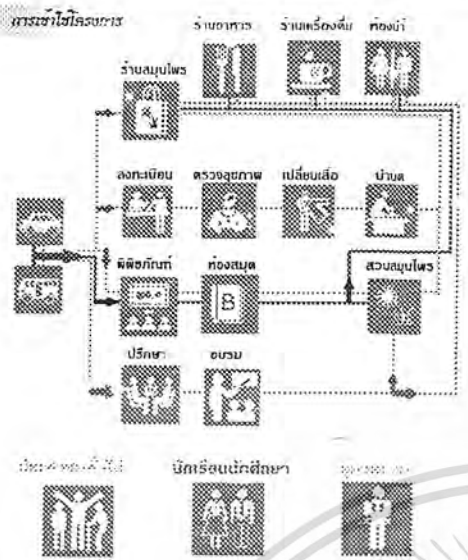 การเข้าใช้โครงการ
ร้านอาหาร ร้านเครื่องดื่ม ห้องน้ำ
ร้านสมุนไพร
ลงทะเบียน ตรวจสุขภาพ เปลี่ยนเสื้อ บำบัด
พิพิธภัณฑ์ ห้องสมุด สวนสมุนไพร
B
ปรึกษา อบรม
นักเรียนนักศึกษา